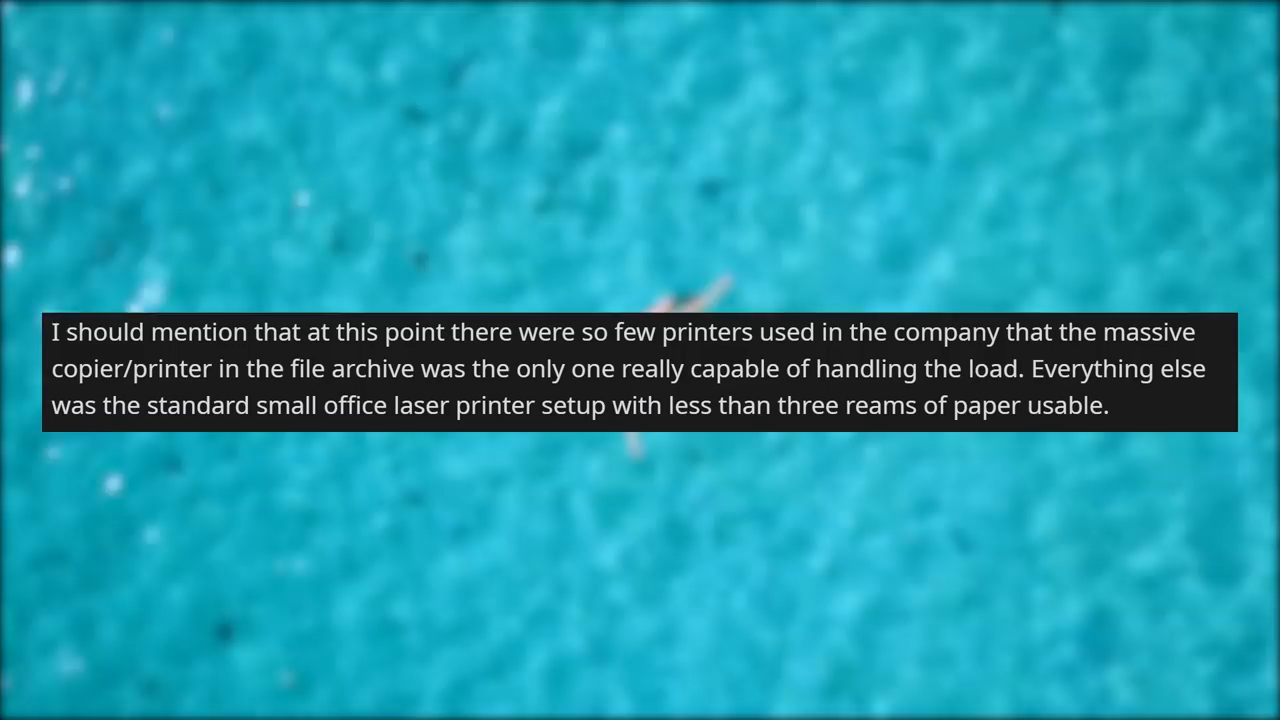 I should mention that at this point there were so few printers used in the company that the massive
copier/printer in the file archive was the only one really capable of handling the load. Everything else
was the standard small office laser printer setup with less than three reams of paper usable.